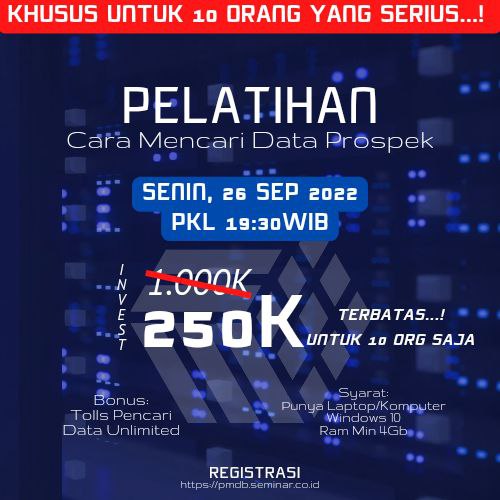 KHUSUS UNTUK 10 ORANG YANG SERIUS...!
PELATIHAN
Cara Mencari Data Prospek
SENIN, 26 SEP 2022
PKL 19:30WIB
INVEST
1.000K
250K
TERBATAS...!
UNTUK 10 ORG SAJA
Bonus:
Tolls Pencari
Data Unlimited
Syarat:
Punya Laptop/Komputer
Windows 10
Ram Min 4Gb
REGISTRASI
https://pmdb.seminar.co.id